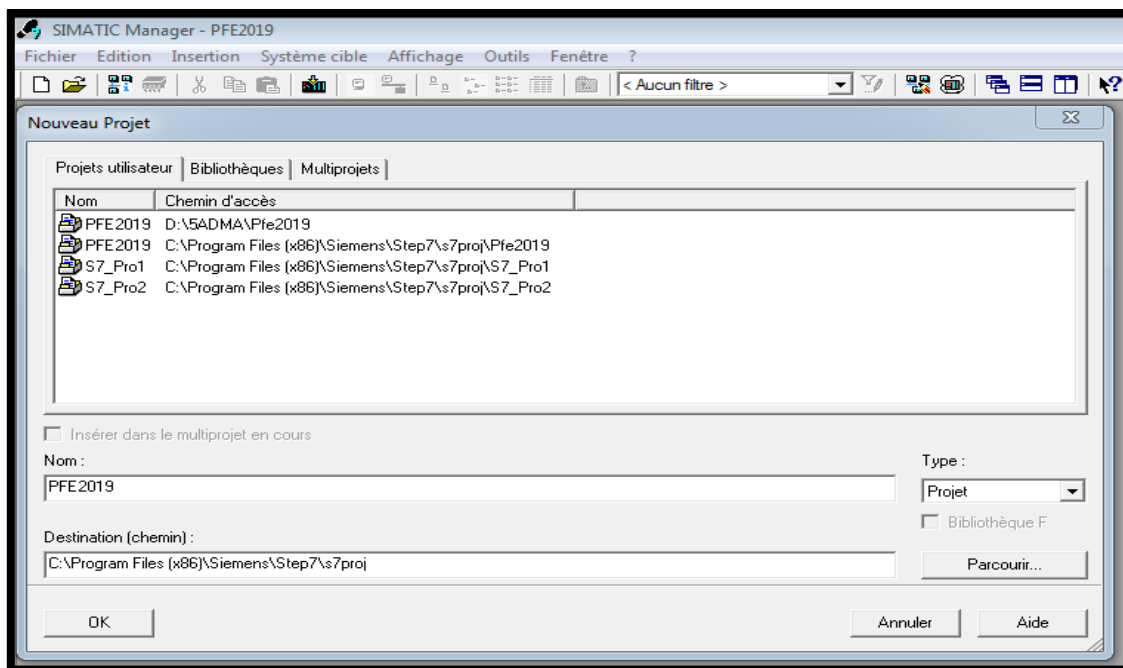 SIMATIC Manager - PFE2019
Fichier Edition Insertion Système cible Affichage Outils Fenêtre ?
< Aucun filtre >
Nouveau Projet
Projets utilisateur Bibliothèques Multiprojets
Nom Chemin d'accès
PFE2019 D:\5ADMA\Pfe2019
PFE2019 C:\Program Files (x86)\Siemens\Step7\s7proj\Pfe2019
S7_Pro1 C:\Program Files (x86)\Siemens\Step7\s7proj\S7_Pro1
S7_Pro2 C:\Program Files (x86)\Siemens\Step7\s7proj\S7_Pro2
Insérer dans le multiprojet en cours
Nom : Type :
PFE2019 Projet
Bibliothèque F
Destination (chemin) :
C:\Program Files (x86)\Siemens\Step7\s7proj Parcourir...
OK Annuler Aide